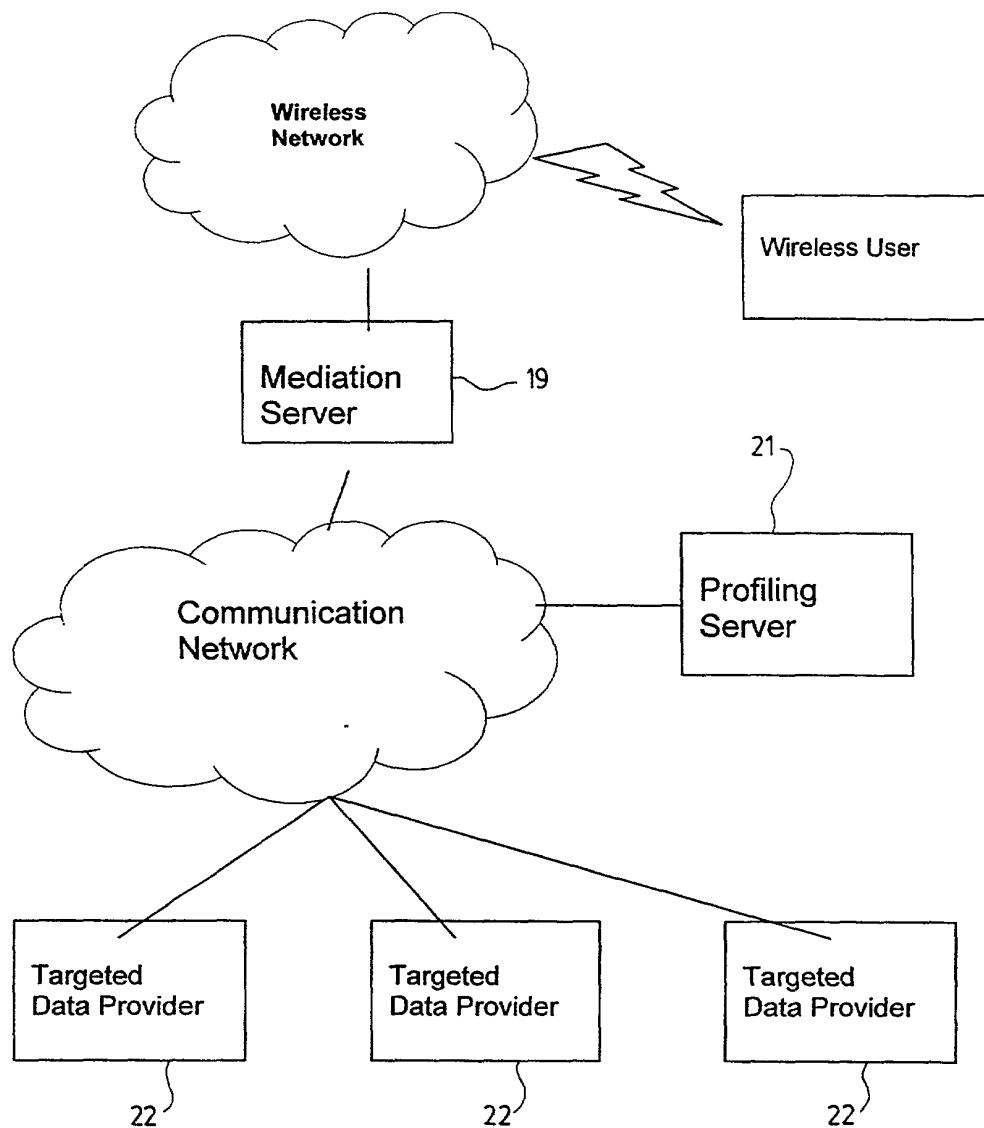 Wireless
Network
Wireless User
Mediation
Server
19
21
Communication
Network
Profiling
Server
Targeted
Data Provider
Targeted
Data Provider
Targeted
Data Provider
22
22
22